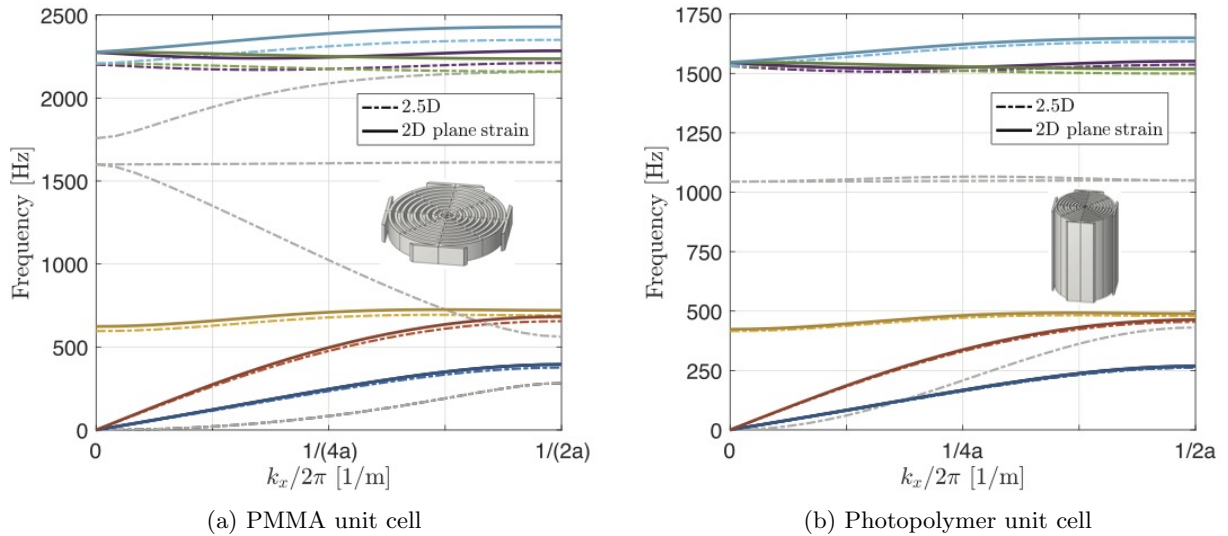 2500
2000
1500
1000
500
0
Frequency [Hz]
2.5D
2D plane strain
0
1/(4a)
1/(2a)
kₓ/2π [1/m]
(a) PMMA unit cell
1750
1500
1250
1000
750
500
250
0
Frequency [Hz]
2.5D
2D plane strain
0
1/4a
1/2a
kₓ/2π [1/m]
(b) Photopolymer unit cell